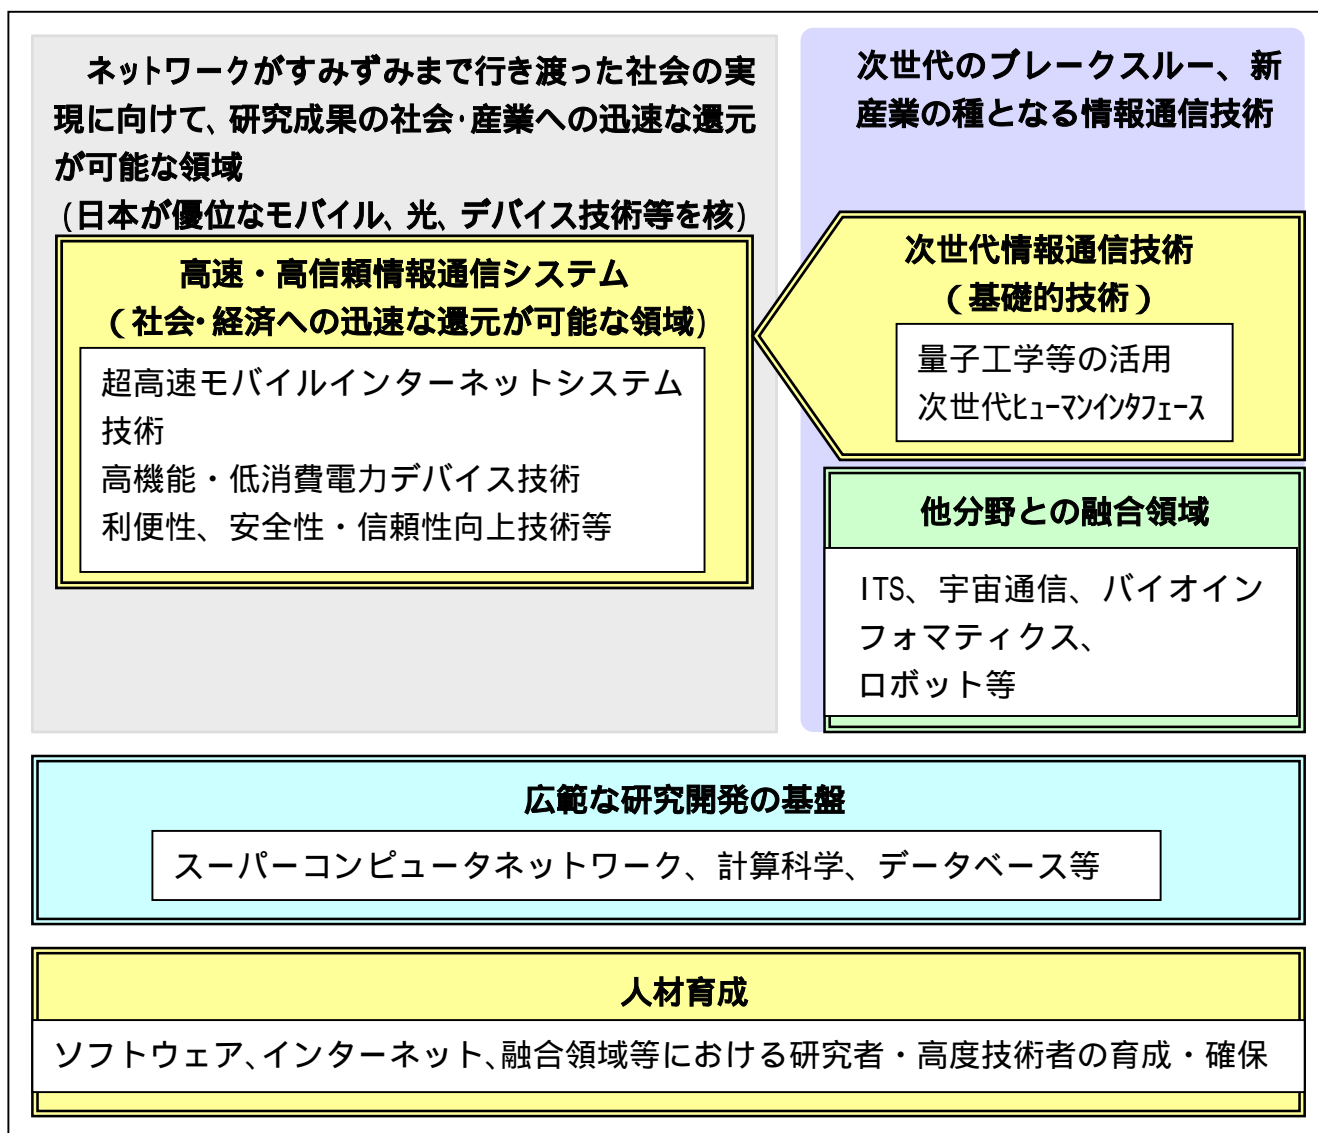 ネットワークがすみずみまで行き渡った社会の実
現に向けて、研究成果の社会・産業への迅速な還元
が可能な領域
(日本が優位なモバイル、光、デバイス技術等を核)
高速・高信頼情報通信システム
(社会・経済への迅速な還元が可能な領域)
超高速モバイルインターネットシステム
技術
高機能・低消費電力デバイス技術
利便性、安全性・信頼性向上技術等
次世代のブレークスルー、新
産業の種となる情報通信技術
次世代情報通信技術
(基礎的技術)
量子工学等の活用
次世代ﾋｭｰﾏﾝｲﾝﾀﾌｪｰｽ
他分野との融合領域
ITS、宇宙通信、バイオイン
フォマティクス、
ロボット等
広範な研究開発の基盤
スーパーコンピュータネットワーク、計算科学、データベース等
人材育成
ソフトウェア、インターネット、融合領域等における研究者・高度技術者の育成・確保